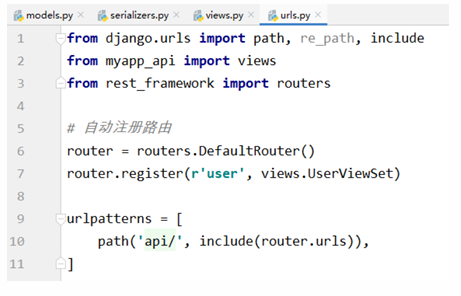 models.py × serializers.py × views.py × urls.py ×
1 from django.urls import path, re_path, include
2 from myapp_api import views
3 from rest_framework import routers
4
5 # 自动注册路由
6 router = routers.DefaultRouter()
7 router.register(r'user', views.UserViewSet)
8
9 urlpatterns = [
10     path('api/', include(router.urls)),
11 ]